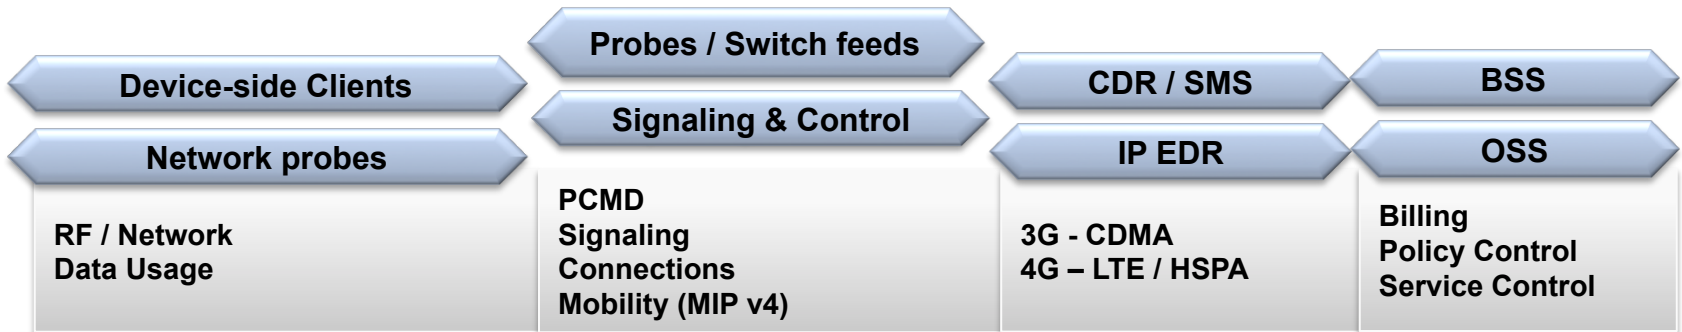 Device-side Clients
Network probes
RF / Network
Data Usage
Probes / Switch feeds
Signaling & Control
PCMD
Signaling
Connections
Mobility (MIP v4)
CDR / SMS
IP EDR
3G - CDMA
4G – LTE / HSPA
BSS
OSS
Billing
Policy Control
Service Control